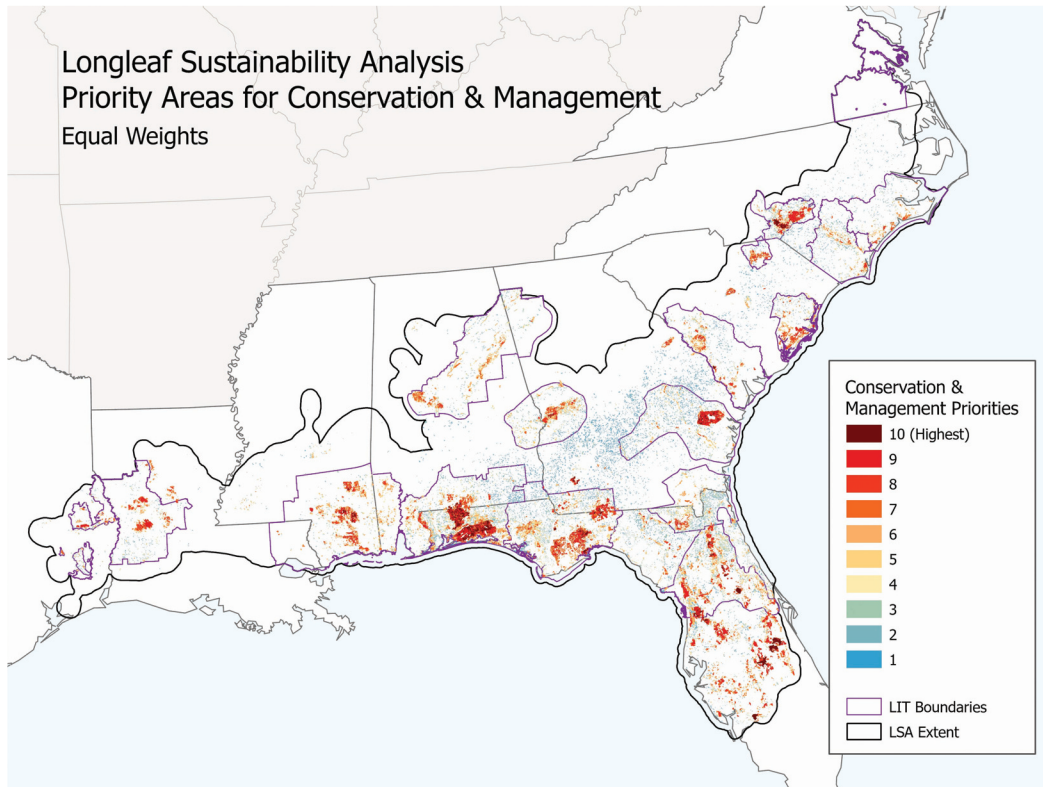 Longleaf Sustainability Analysis
Priority Areas for Conservation & Management
Equal Weights
Conservation &
Management Priorities
10 (Highest)
9
8
7
6
5
4
3
2
1
LIT Boundaries
LSA Extent